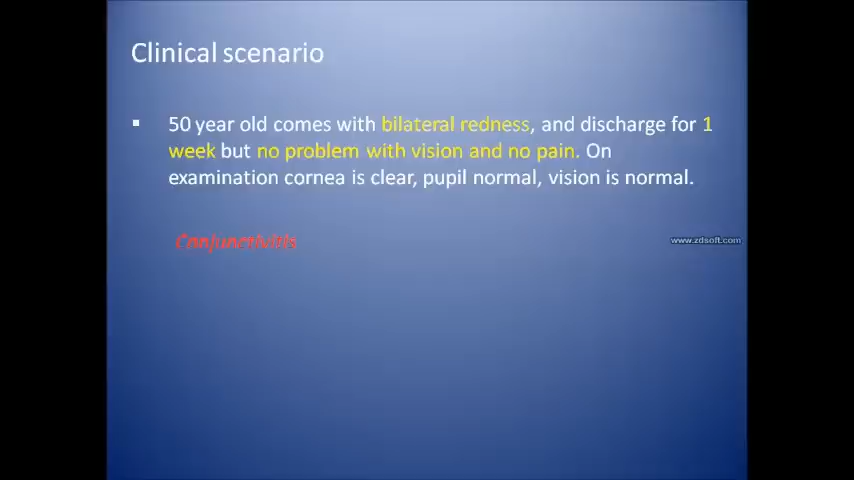 Clinical scenario
▪ 50 year old comes with bilateral redness, and discharge for 1
week but no problem with vision and no pain. On
examination cornea is clear, pupil normal, vision is normal.
Conjunctivitis
www.zdsoft.com